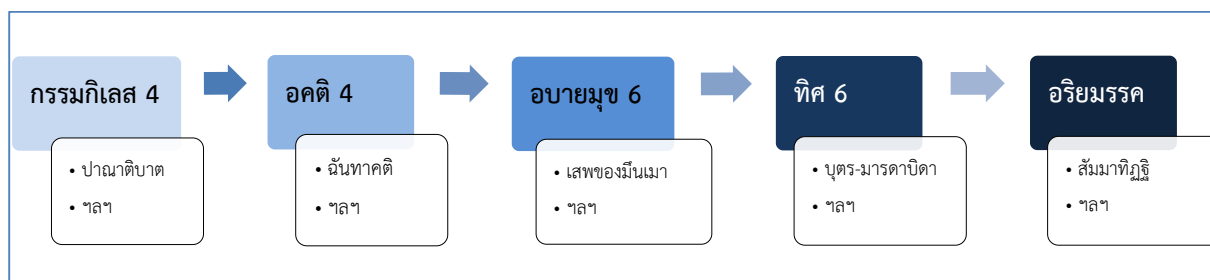 กรรมกิเลส 4
• ปาณาติบาต
• ฯลฯ
อคติ 4
• ฉันทาคติ
• ฯลฯ
อบายมุข 6
• เสพของมึนเมา
• ฯลฯ
ทิศ 6
• บุตร-มารดาบิดา
• ฯลฯ
อริยมรรค
• สัมมาทิฏฐิ
• ฯลฯ